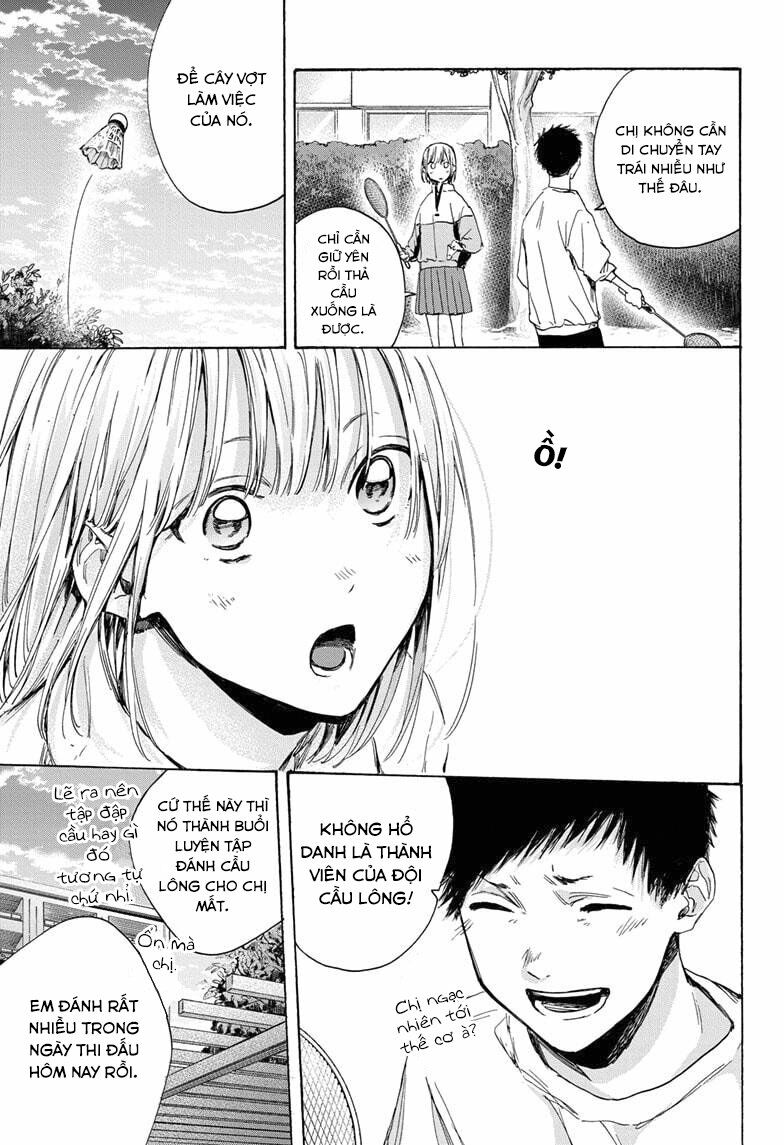 CHỊ KHÔNG CẦN
DI CHUYỂN TAY
TRÁI NHIỀU NHƯ
THẾ ĐÂU.
CHỈ CẦN
GIỮ YÊN
RỒI THẢ
CẦU
XUỐNG LÀ
ĐƯỢC.
ĐỂ CÂY VỢT
LÀM VIỆC
CỦA NÓ.
Ồ!
KHÔNG HỔ
DANH LÀ THÀNH
VIÊN CỦA ĐỘI
CẦU LÔNG!
Chị ngạc
nhiên tới
thế cơ à?
CỨ THẾ NÀY THÌ
NÓ THÀNH BUỔI
LUYỆN TẬP
ĐÁNH CẦU
LÔNG CHO CHỊ
MẤT.
Lẽ ra nên
tập đập
cầu hay gì
đó
tương tự
chứ nhỉ.
Ổn mà
chị.
EM ĐÁNH RẤT
NHIỀU TRONG
NGÀY THI ĐẤU
HÔM NAY RỒI.